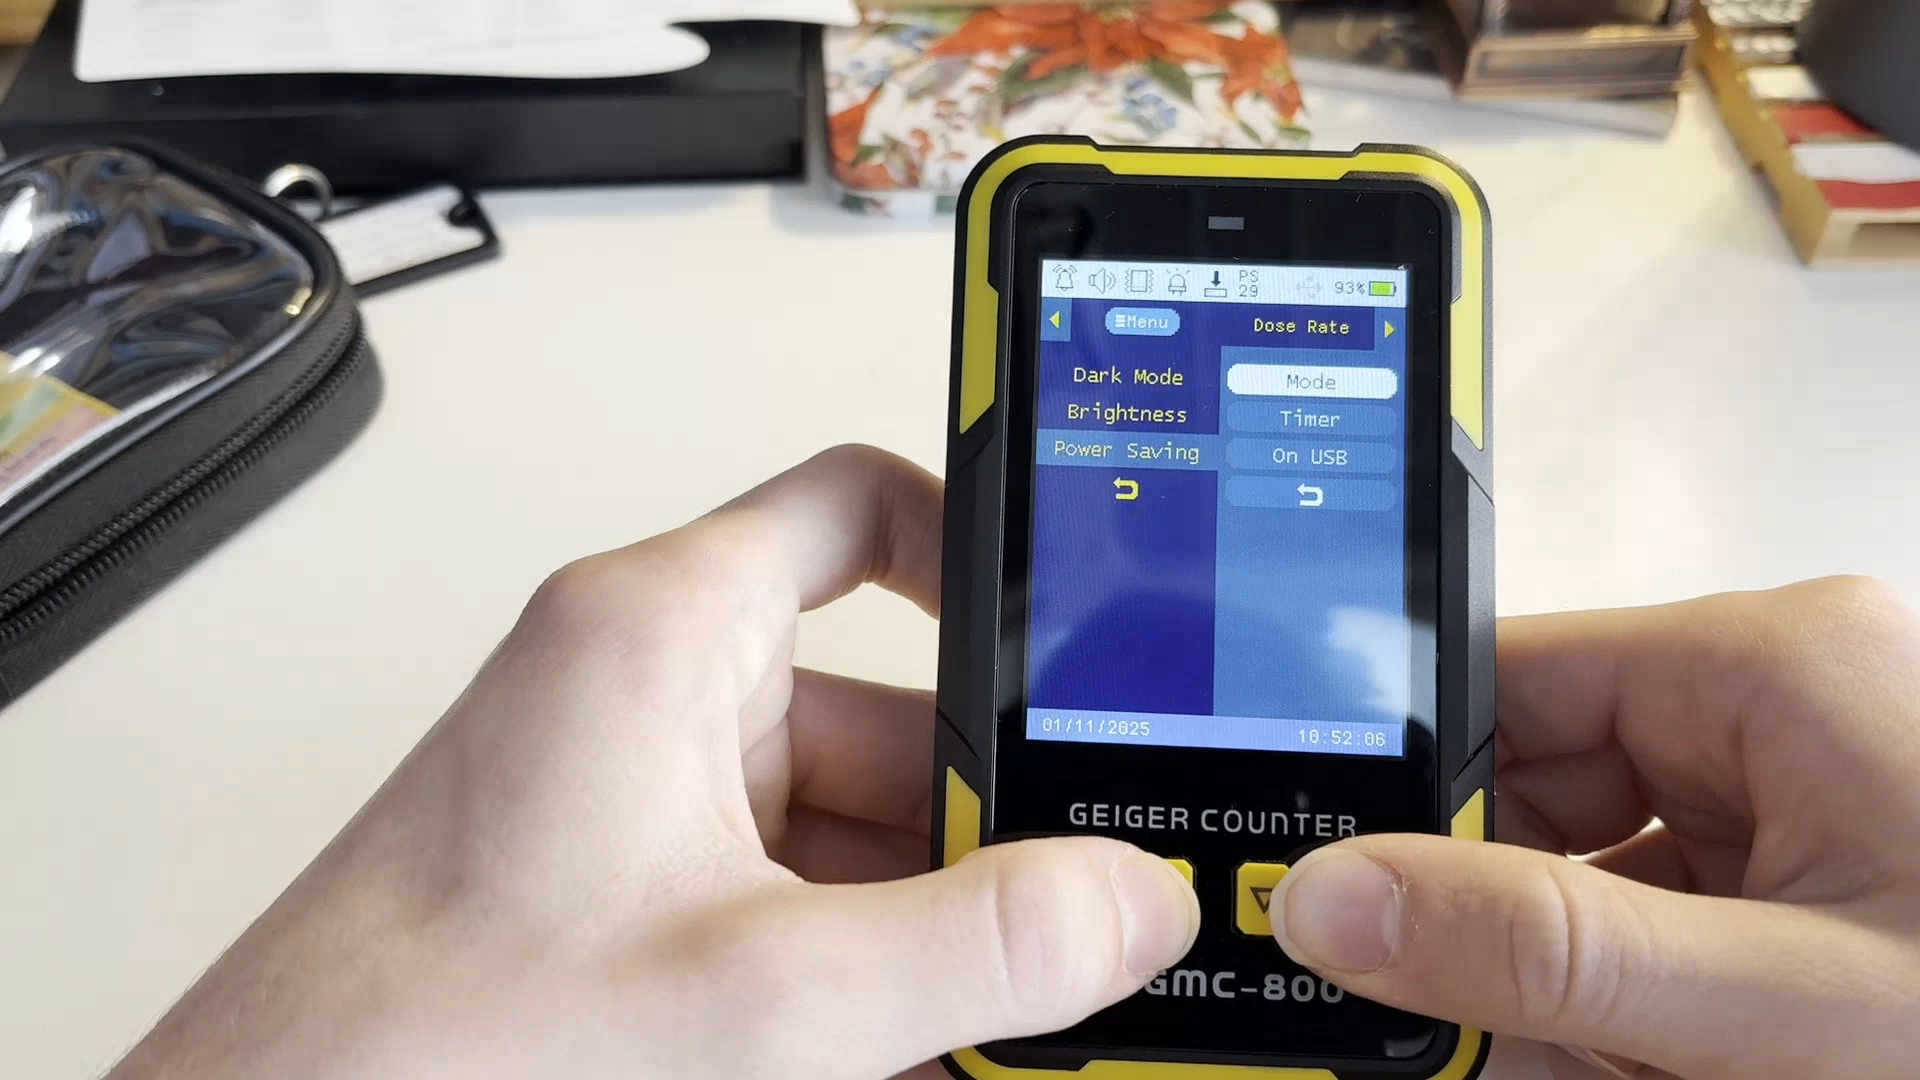 PS
29
93%
Menu
Dose Rate
Dark Mode
Brightness
Power Saving
Mode
Timer
On USB
01/11/2025
10:52:06
GEIGER COUNTER
GMC-800